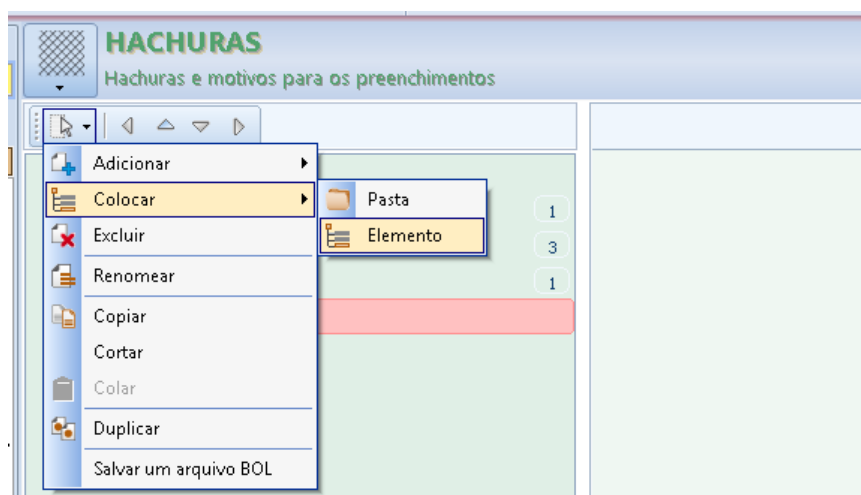 HACHURAS
Hachuras e motivos para os preenchimentos
Adicionar
Colocar
Pasta
1
Excluir
Elemento
3
Renomear
1
Copiar
Cortar
Colar
Duplicar
Salvar um arquivo BOL